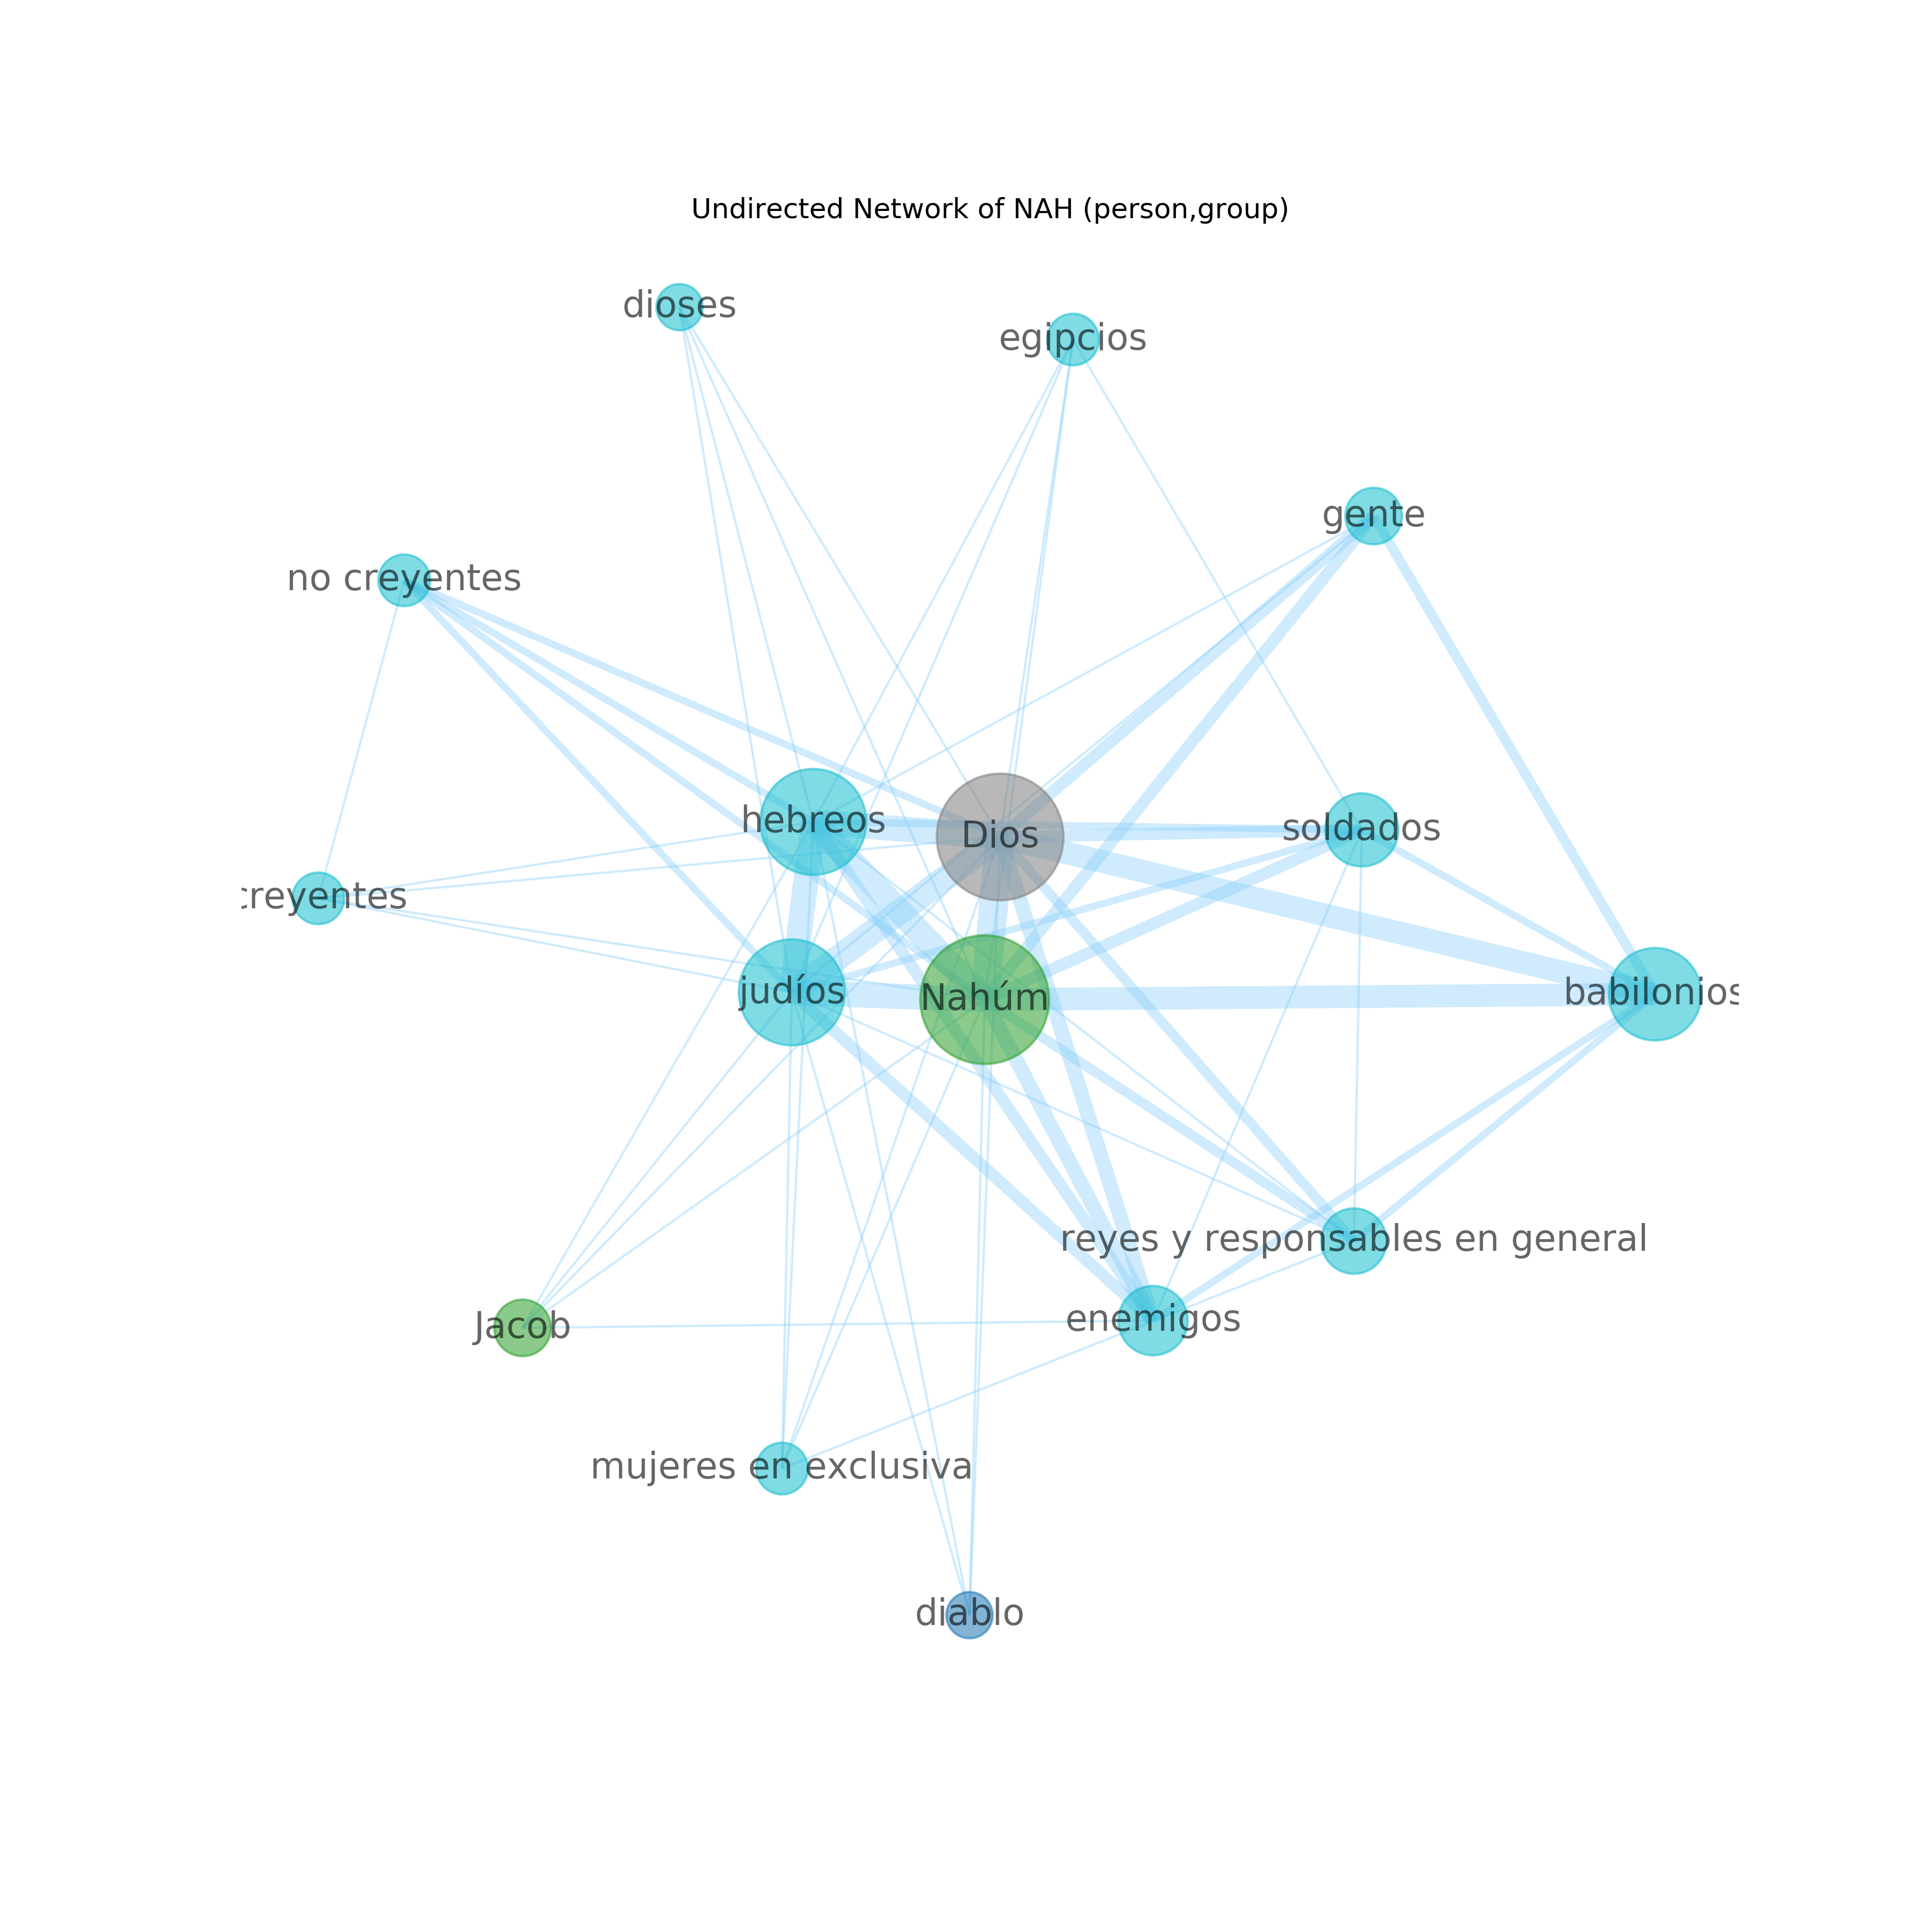 Undirected Network of NAH (person,group)
dioses
egipcios
gente
no creyentes
hebreos
Dios
soldados
creyentes
judíos
Nahúm
babilonios
reyes y responsables en general
enemigos
Jacob
mujeres en exclusiva
diablo